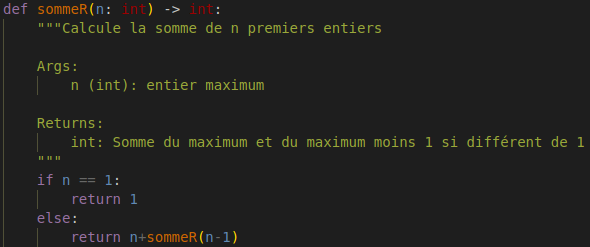 def sommeR(n: int) -> int:
"""Calcule la somme de n premiers entiers
Args:
n (int): entier maximum
Returns:
int: Somme du maximum et du maximum moins 1 si différent de 1
"""
if n == 1:
return 1
else:
return n+sommeR(n-1)